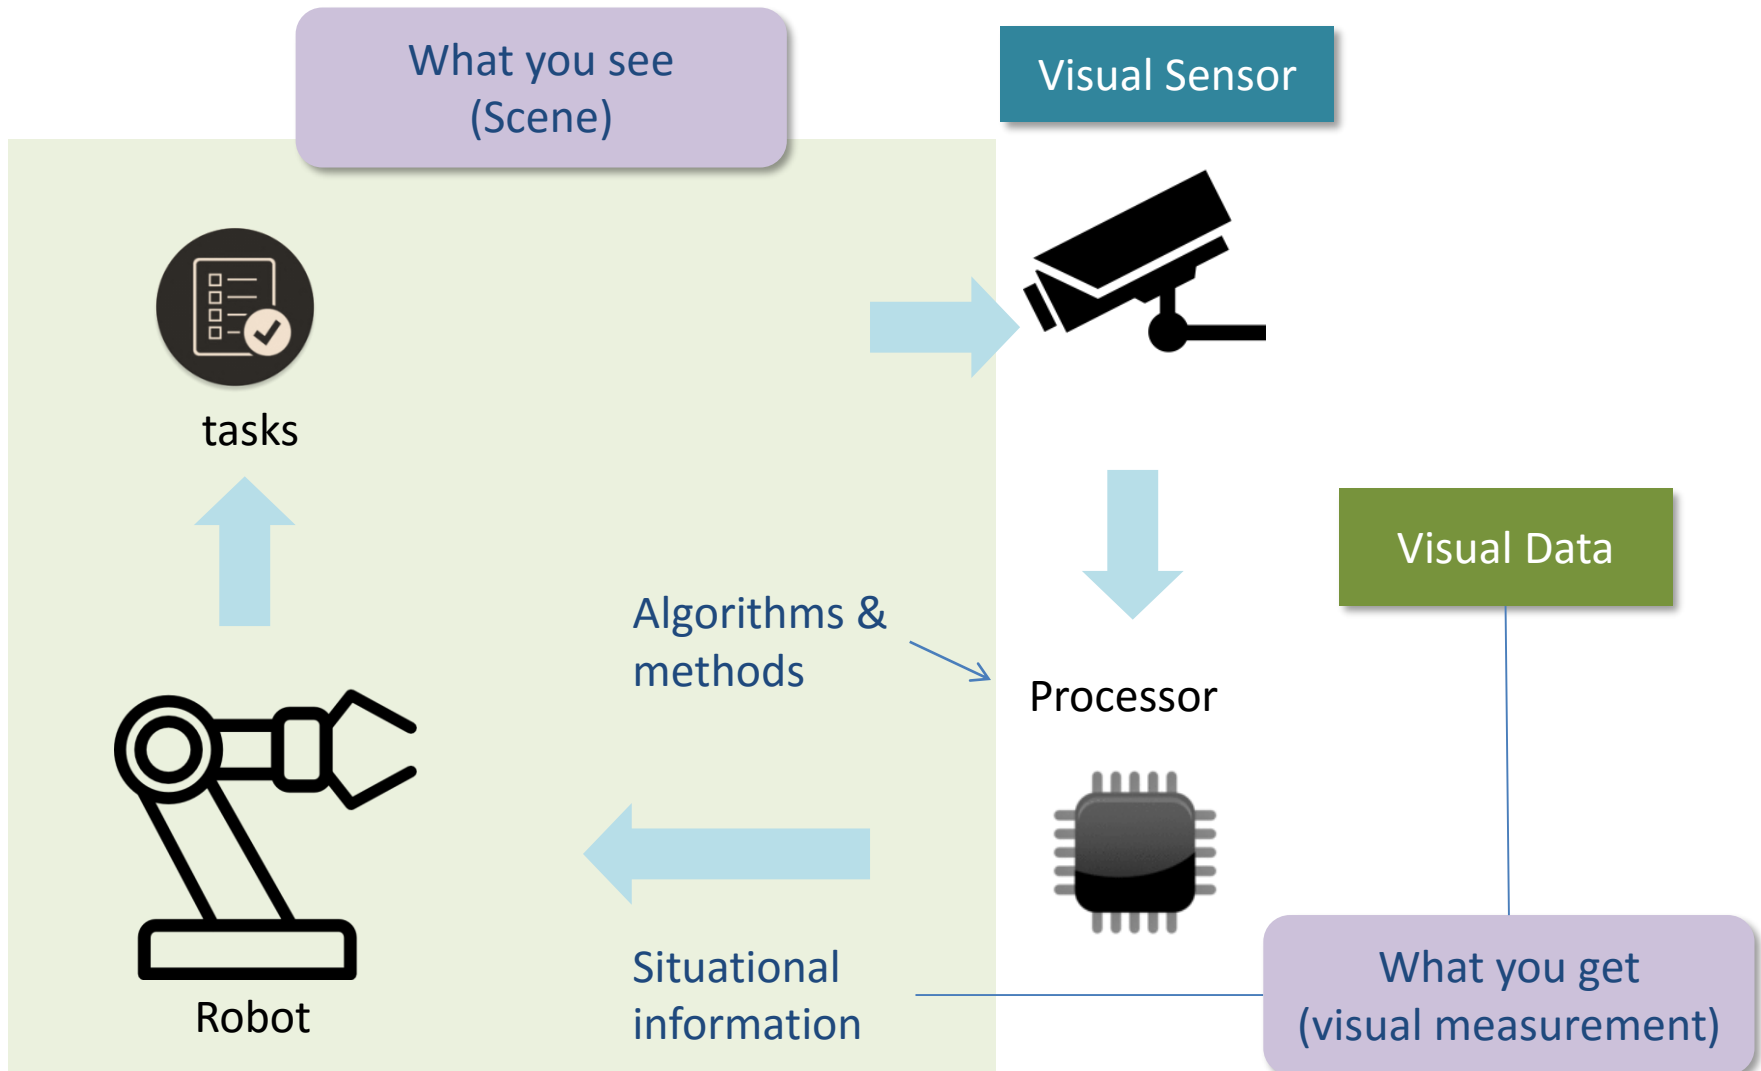 What you see
(Scene)
Visual Sensor
tasks
Visual Data
Algorithms &
methods
Processor
Robot
Situational
information
What you get
(visual measurement)